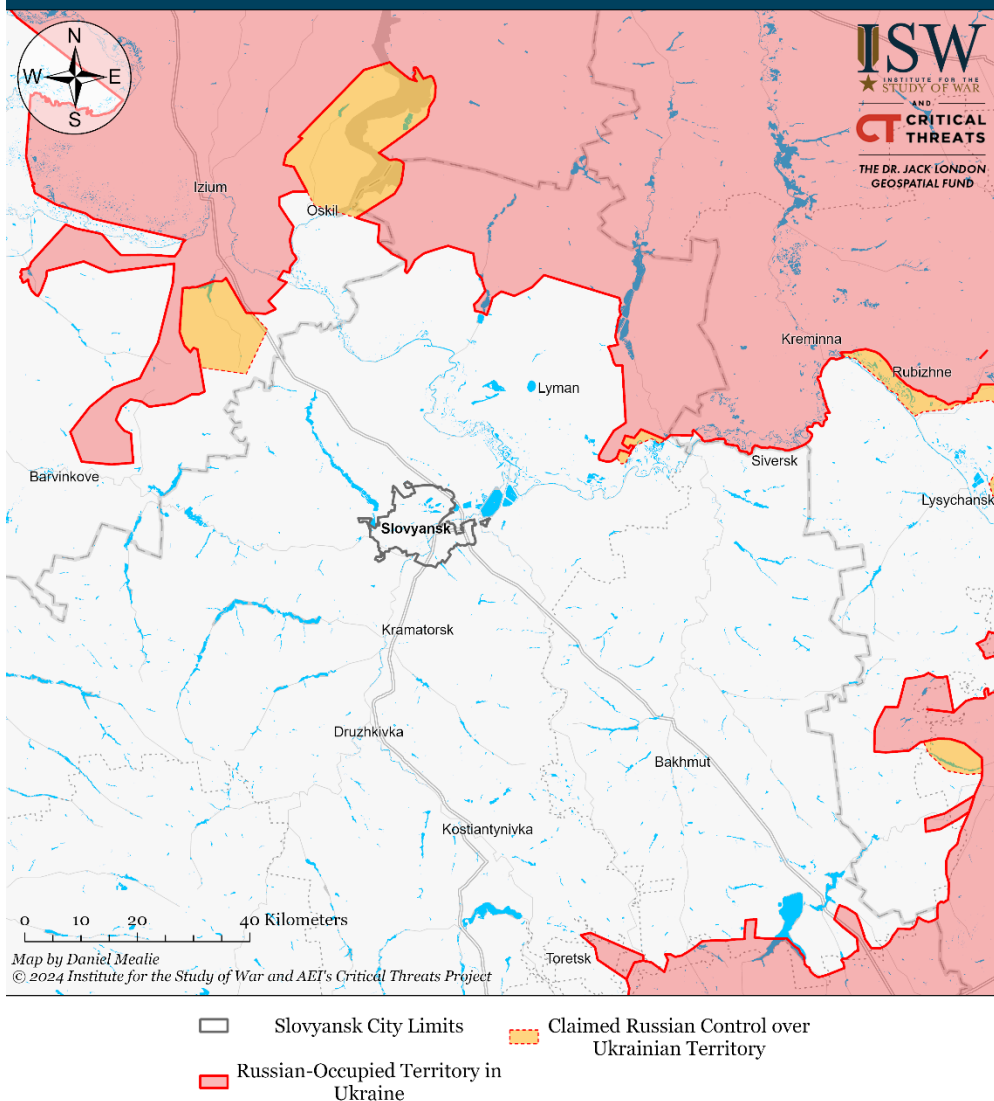 N
W
E
S
ISW
INSTITUTE FOR THE
STUDY OF WAR
AND
CT CRITICAL
THREATS
THE DR. JACK LONDON
GEOSPATIAL FUND
Izium
Oskil
Kreminna
Rubizhne
Lyman
Barvinkove
Siversk
Lysychansk
Slovyansk
Kramatorsk
Druzhkivka
Bakhmut
Kostiantynivka
Toretsk
0 10 20 40 Kilometers
Map by Daniel Mealie
© 2024 Institute for the Study of War and AEI's Critical Threats Project
Slovyansk City Limits
Claimed Russian Control over
Ukrainian Territory
Russian-Occupied Territory in
Ukraine